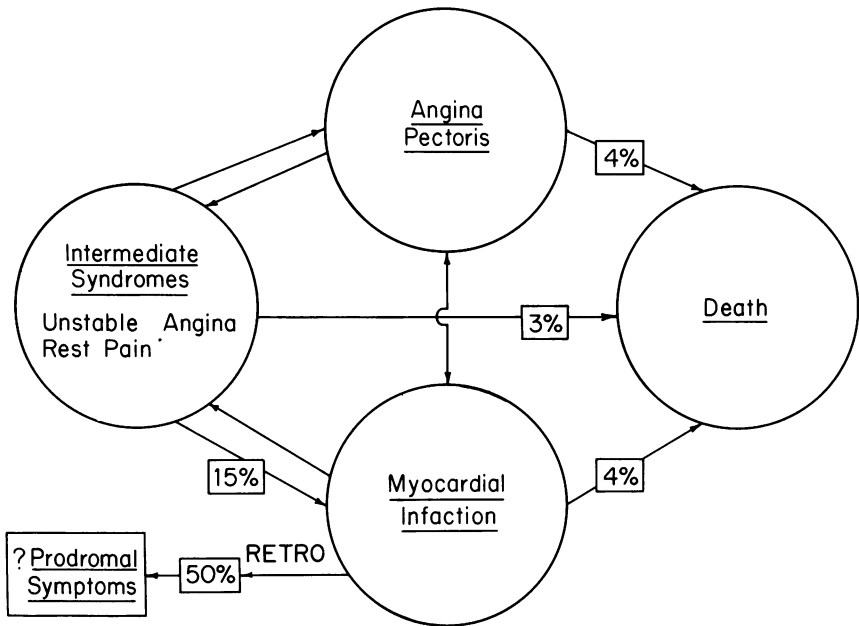 Angina
Pectoris
4%
Intermediate
Syndromes
Unstable Angina
Rest Pain
Death
3%
15%
Myocardial
Infaction
4%
RETRO
50%
? Prodromal
Symptoms